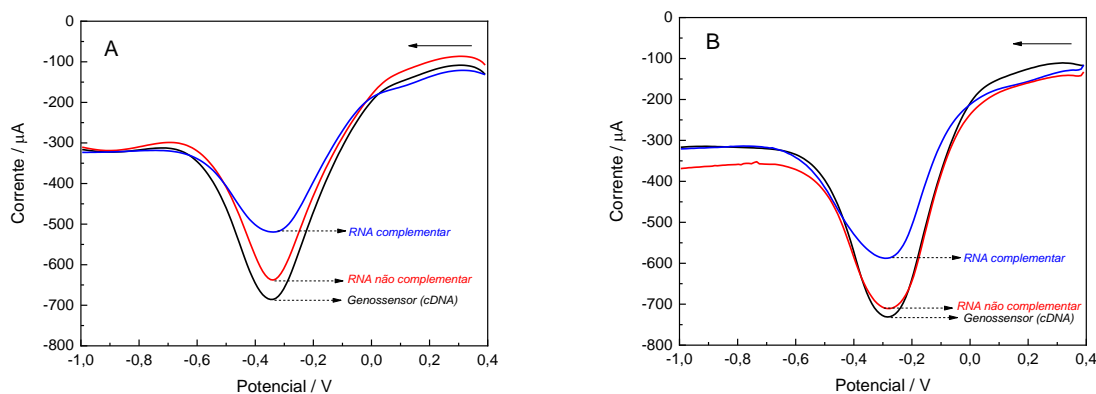 A
Corrente / µA
0
-100
-200
-300
-400
-500
-600
-700
-800
RNA complementar
RNA não complementar
Genossensor (cDNA)
-1,0 -0,8 -0,6 -0,4 -0,2 0,0 0,2 0,4
Potencial / V
B
Corrente / µA
0
-100
-200
-300
-400
-500
-600
-700
-800
RNA complementar
RNA não complementar
Genossensor (cDNA)
-1,0 -0,8 -0,6 -0,4 -0,2 0,0 0,2 0,4
Potencial / V